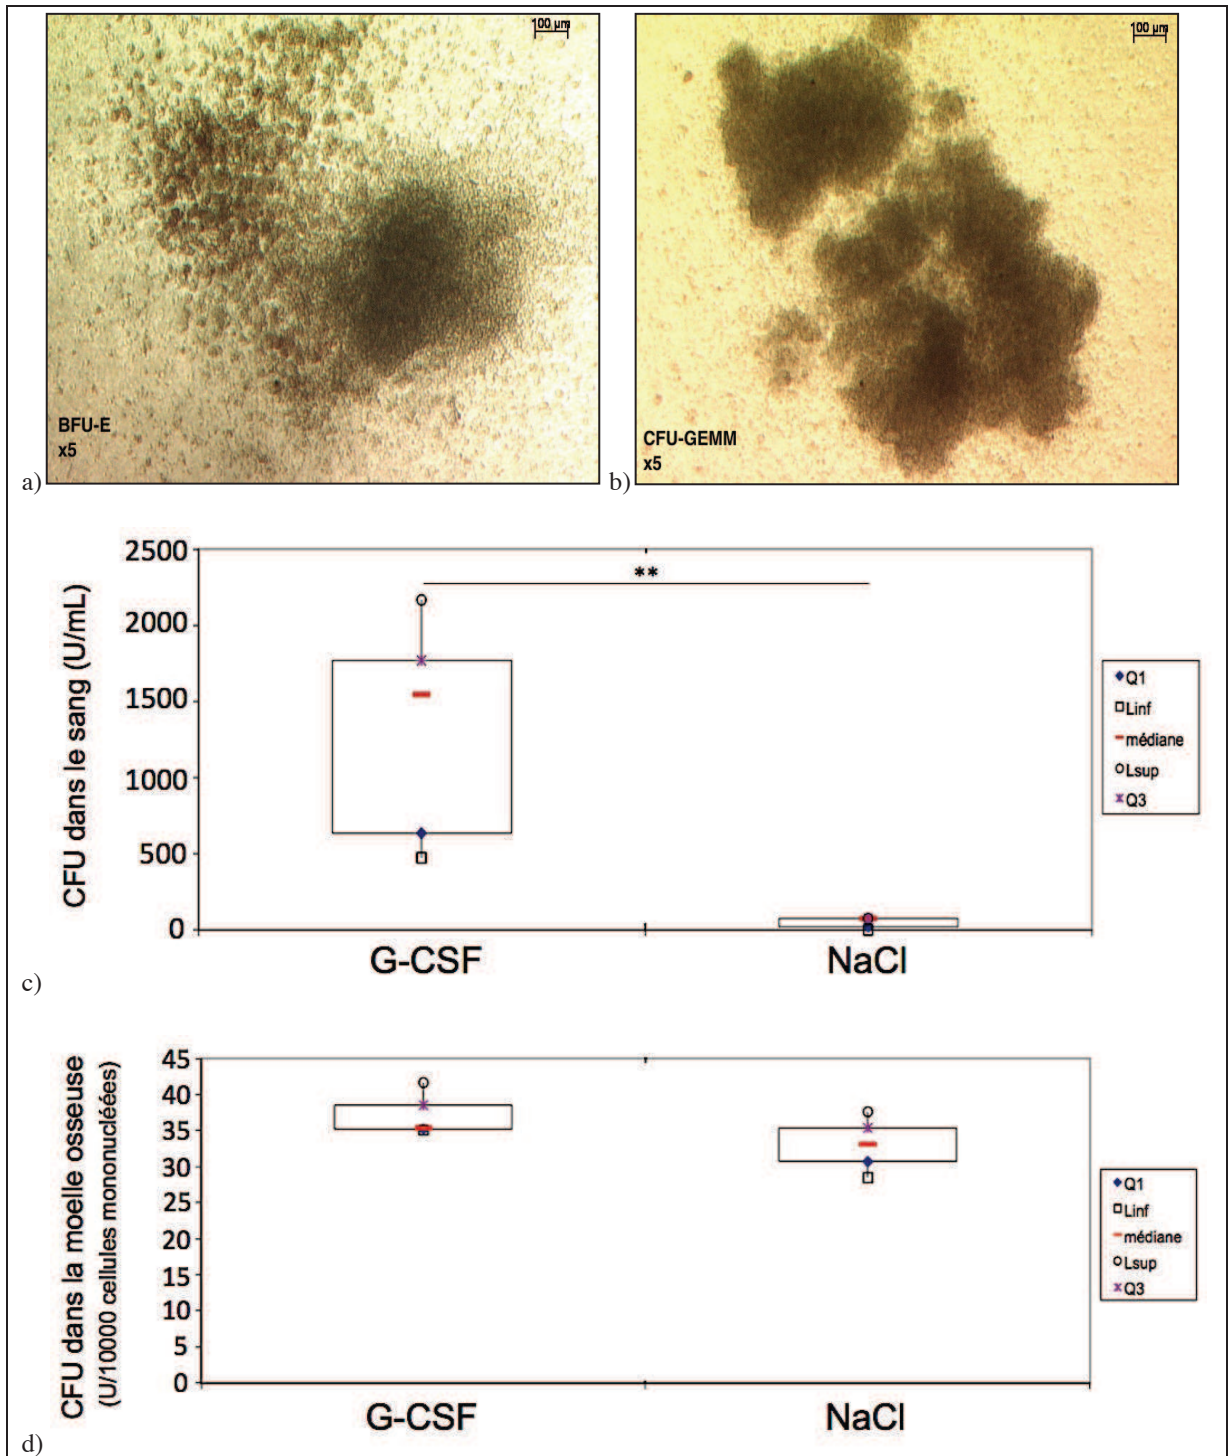 100 µm
BFU-E
x5
a)
100 µm
CFU-GEMM
x5
b)
CFU dans le sang (U/mL)
2500
2000
1500
1000
500
0
**
G-CSF
NaCl
Q1
Linf
médiane
Lsup
Q3
c)
CFU dans la moelle osseuse
(U/10000 cellules mononucléées)
45
40
35
30
25
20
15
10
5
0
G-CSF
NaCl
Q1
Linf
médiane
Lsup
Q3
d)